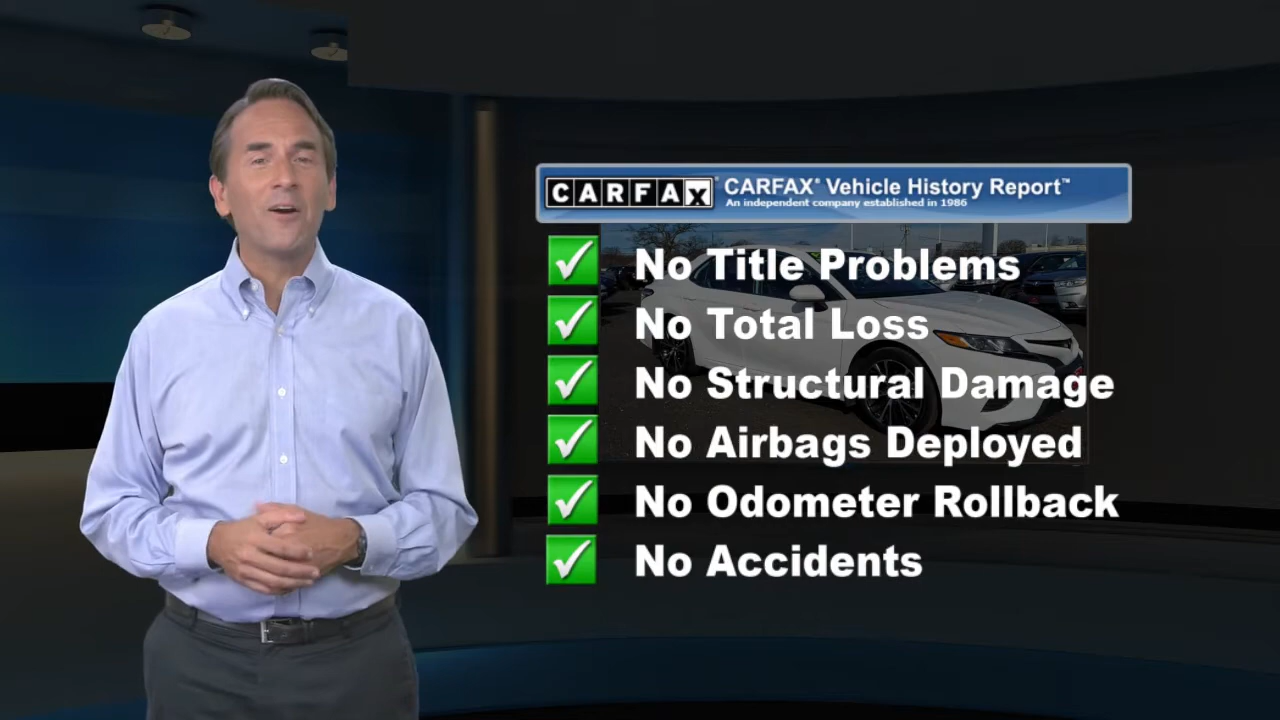 CARFAX® CARFAX® Vehicle History Report™
An independent company established in 1986
No Title Problems
No Total Loss
No Structural Damage
No Airbags Deployed
No Odometer Rollback
No Accidents